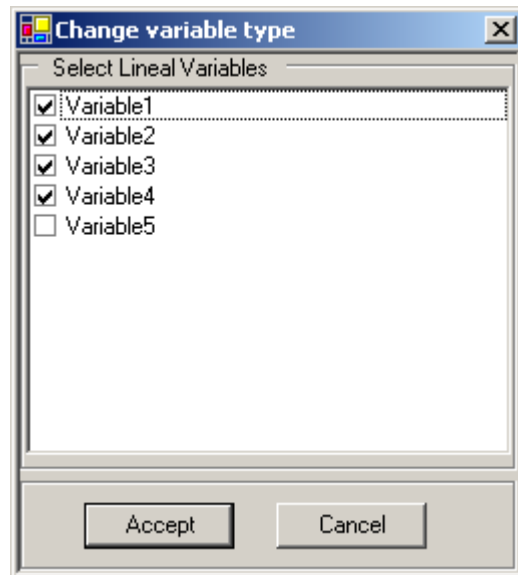 Change variable type
Select Lineal Variables
Variable1
Variable2
Variable3
Variable4
Variable5
Accept
Cancel